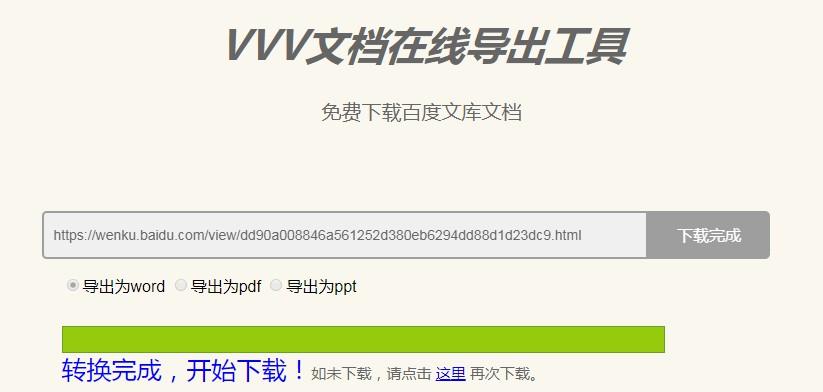 VVV文档在线导出工具
免费下载百度文库文档
https://wenku.baidu.com/view/dd90a008846a561252d380eb6294dd88d1d23dc9.html 下载完成
导出为word 导出为pdf 导出为ppt
转换完成，开始下载！如未下载，请点击 这里 再次下载。